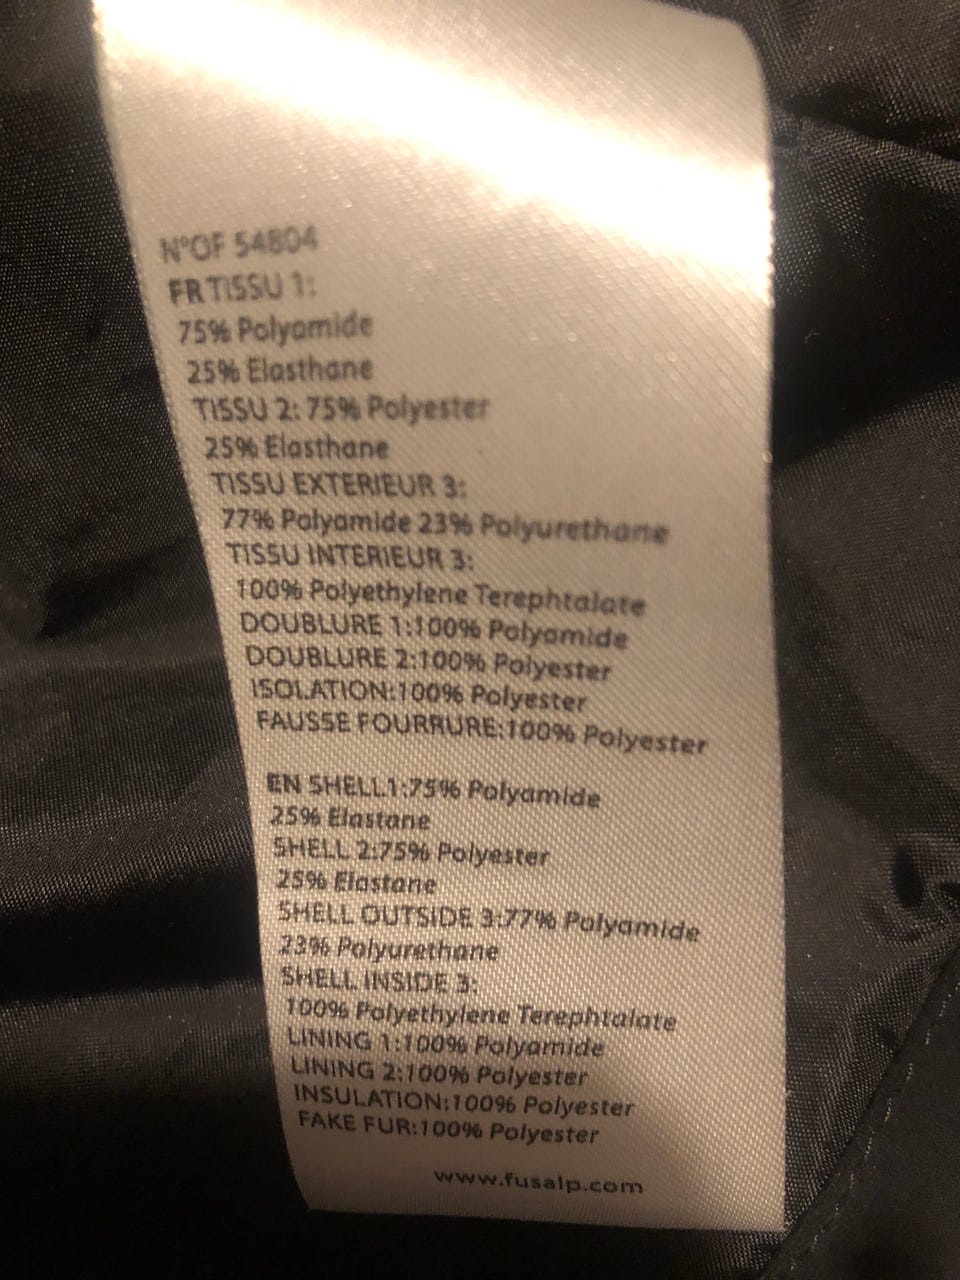 N°OF 54804
FR TISSU 1:
75% Polyamide
25% Elasthane
TISSU 2: 75% Polyester
25% Elasthane
TISSU EXTERIEUR 3:
77% Polyamide 23% Polyurethane
TISSU INTERIEUR 3:
100% Polyethylene Terephtalate
DOUBLURE 1:100% Polyamide
DOUBLURE 2:100% Polyester
ISOLATION:100% Polyester
FAUSSE FOURRURE:100% Polyester
EN SHELL1:75% Polyamide
25% Elastane
SHELL 2:75% Polyester
25% Elastane
SHELL OUTSIDE 3:77% Polyamide
23% Polyurethane
SHELL INSIDE 3:
100% Polyethylene Terephtalate
LINING 1:100% Polyamide
LINING 2:100% Polyester
INSULATION:100% Polyester
FAKE FUR:100% Polyester
www.fusalp.com